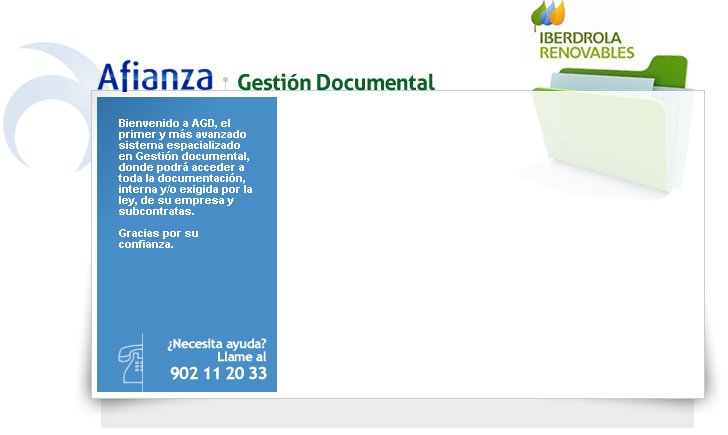 IBERDROLA
RENOVABLES
Afianza
Gestión Documental
Bienvenido a AGD, el
primer y más avanzado
sistema espacializado
en Gestión documental,
donde podrá acceder a
toda la documentación,
interna y/o exigida por la
ley, de su empresa y
subcontratas.
Gracias por su
confianza.
¿Necesita ayuda?
Llame al
902 11 20 33